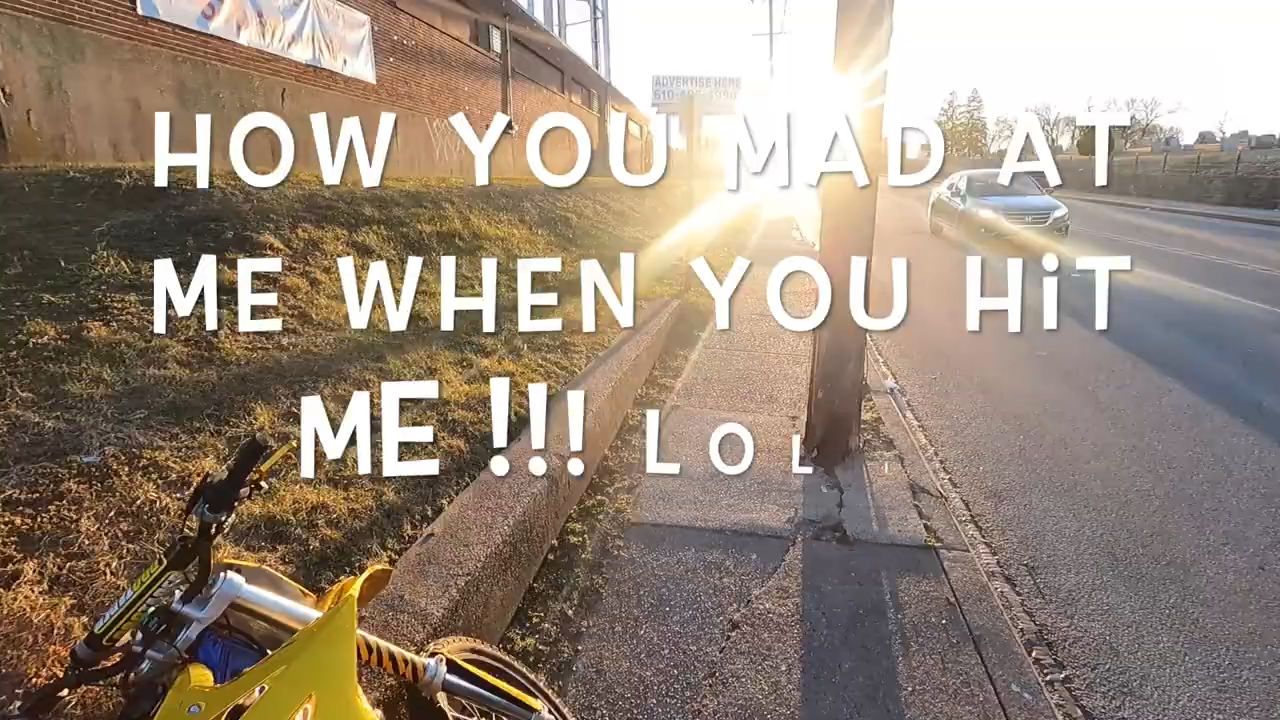 ADVERTISE HERE
HOW YOU MAD AT
ME WHEN YOU HiT
ME !!! LOL